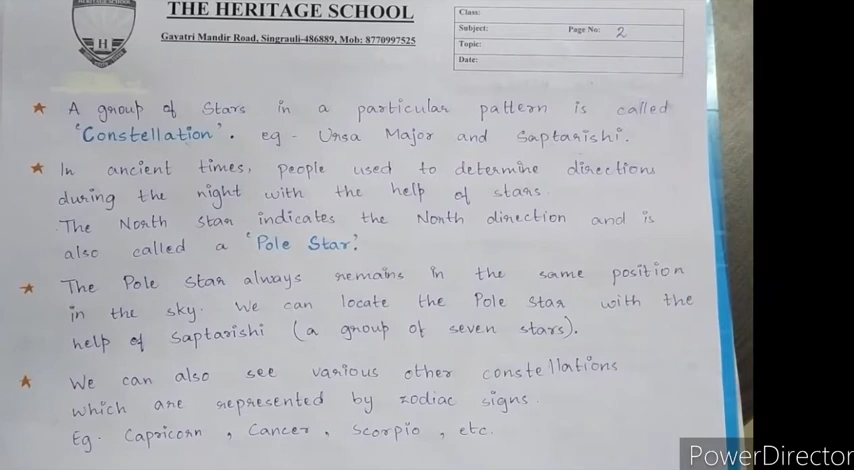 THE HERITAGE SCHOOL
Gayatri Mandir Road, Singrauli-486889, Mob: 8770997525
Class:
Subject: Page No: 2
Topic:
Date:
H
★ A group of Stars in a particular pattern is called
'Constellation'. eg - Ursa Major and Saptarishi.
★ In ancient times, people used to determine directions
during the night with the help of stars.
The North Star indicates the North direction and is
also called a 'Pole Star'.
★ The Pole Star always remains in the same position
in the sky. We can locate the Pole Star with the
help of Saptarishi (a group of seven stars).
★ We can also see various other constellations
which are represented by zodiac signs.
Eg. Capricorn, Cancer, Scorpio, etc.
PowerDirector